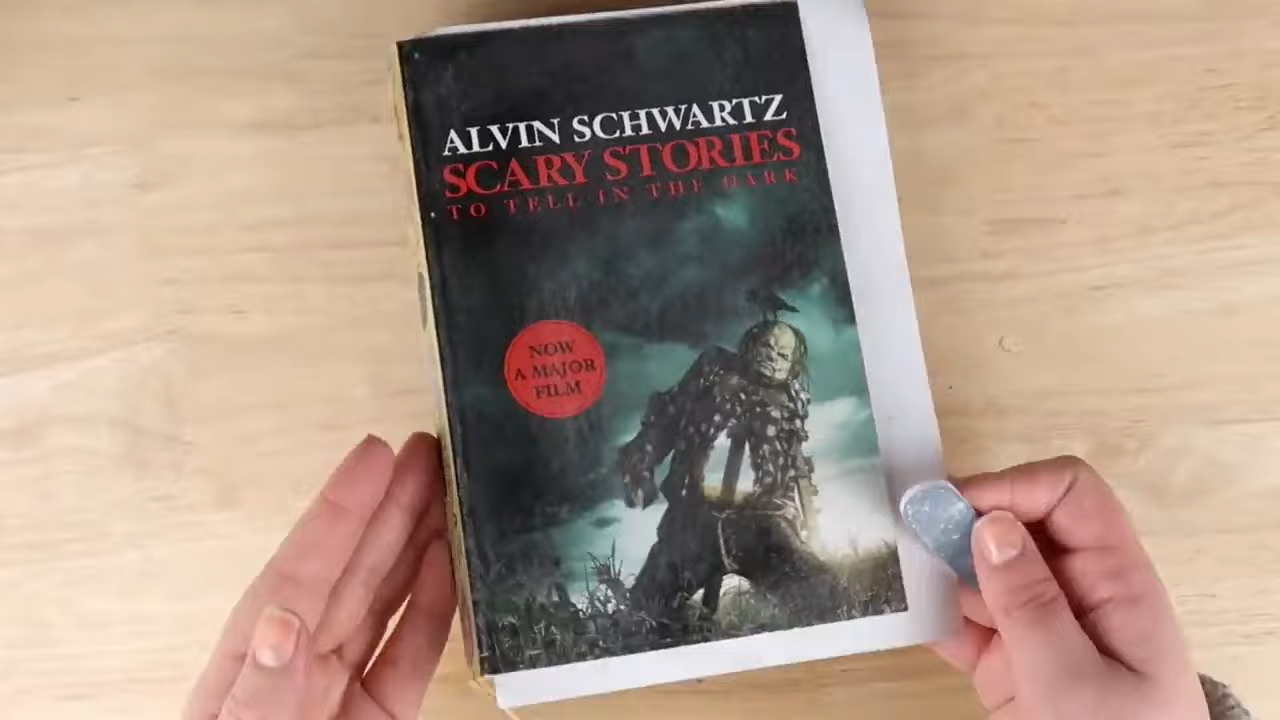 ALVIN SCHWARTZ
SCARY STORIES
TO TELL IN THE DARK
NOW
A MAJOR
FILM